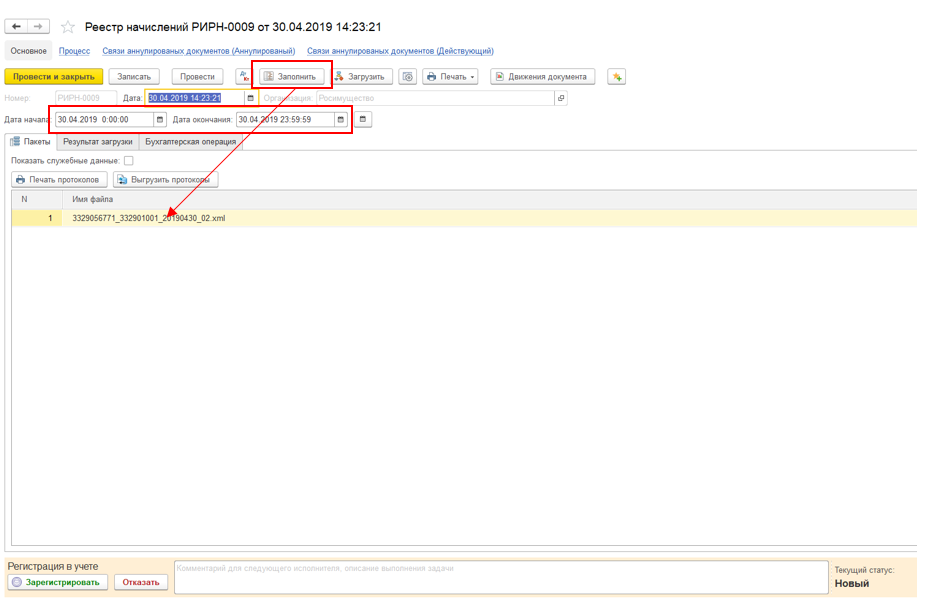 Реестр начислений РИРН-0009 от 30.04.2019 14:23:21
Основное Процесс Связи аннулированых документов (Аннулированый) Связи аннулированых документов (Действующий)
Провести и закрыть Записать Провести Дт Кт Заполнить Загрузить Печать Движения документа
Номер: РИРН-0009 Дата: 30.04.2019 14:23:21 Организация: Росимущество
Дата начала: 30.04.2019 0:00:00 Дата окончания: 30.04.2019 23:59:59
Пакеты Результат загрузки Бухгалтерская операция
Показать служебные данные:
Печать протоколов Выгрузить протоколы
N Имя файла
1 3329056771_332901001_20190430_02.xml
Регистрация в учете
Зарегистрировать Отказать
Комментарий для следующего исполнителя, описание выполнения задачи
Текущий статус:
Новый